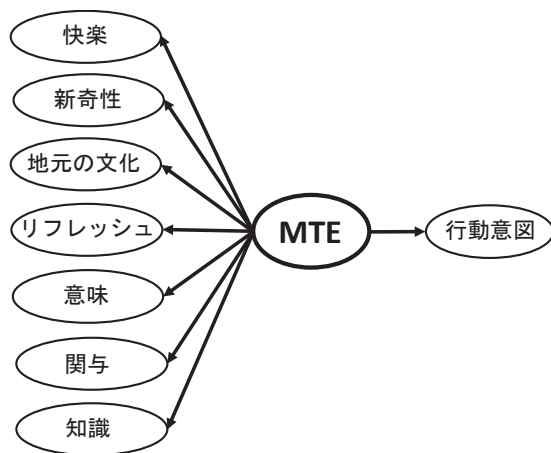 快楽
新奇性
地元の文化
リフレッシュ
意味
関与
知識
MTE
行動意図